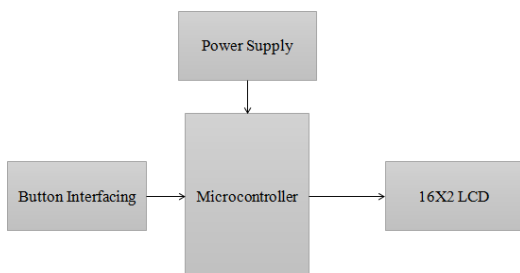 Power Supply
Button Interfacing
Microcontroller
16X2 LCD